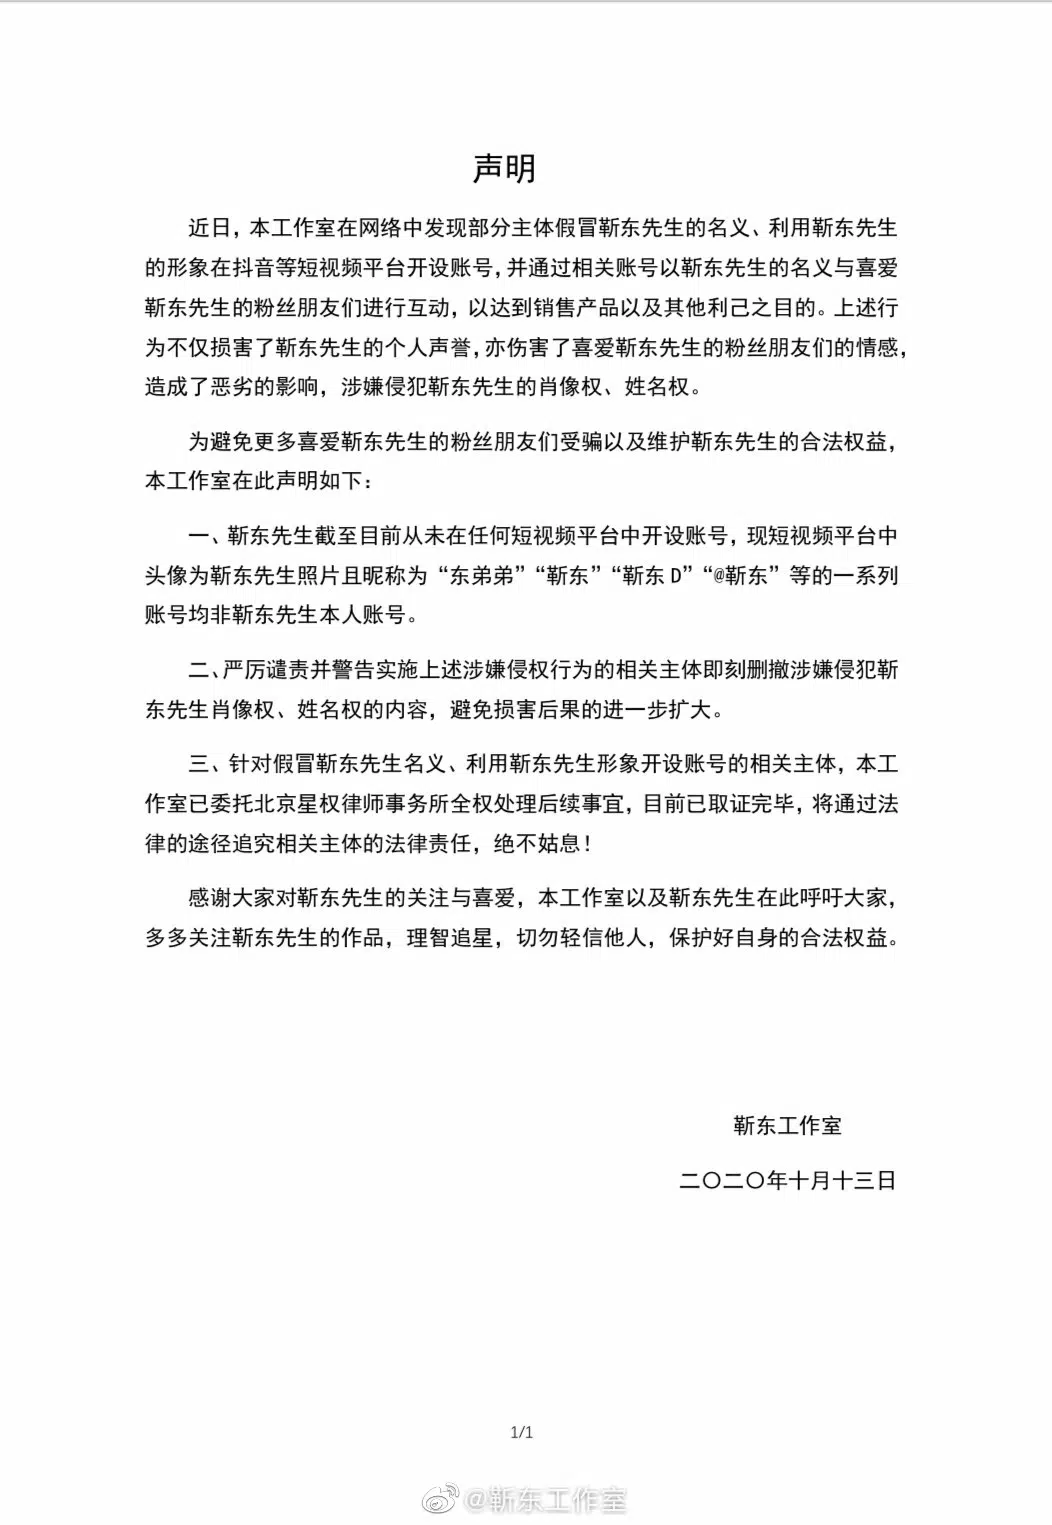 声明
近日，本工作室在网络中发现部分主体假冒靳东先生的名义、利用靳东先生
的形象在抖音等短视频平台开设账号，并通过相关账号以靳东先生的名义与喜爱
靳东先生的粉丝朋友们进行互动，以达到销售产品以及其他利己之目的。上述行
为不仅损害了靳东先生的个人声誉，亦伤害了喜爱靳东先生的粉丝朋友们的情感，
造成了恶劣的影响，涉嫌侵犯靳东先生的肖像权、姓名权。
为避免更多喜爱靳东先生的粉丝朋友们受骗以及维护靳东先生的合法权益，
本工作室在此声明如下：
一、靳东先生截至目前从未在任何短视频平台中开设账号，现短视频平台中
头像为靳东先生照片且昵称为“东弟弟”“靳东”“靳东D”“@靳东”等的一系列
账号均非靳东先生本人账号。
二、严厉谴责并警告实施上述涉嫌侵权行为的相关主体即刻删撤涉嫌侵犯靳
东先生肖像权、姓名权的内容，避免损害后果的进一步扩大。
三、针对假冒靳东先生名义、利用靳东先生形象开设账号的相关主体，本工
作室已委托北京星权律师事务所全权处理后续事宜，目前已取证完毕，将通过法
律的途径追究相关主体的法律责任，绝不姑息！
感谢大家对靳东先生的关注与喜爱，本工作室以及靳东先生在此呼吁大家，
多多关注靳东先生的作品，理智追星，切勿轻信他人，保护好自身的合法权益。
靳东工作室
二〇二〇年十月十三日
1/1
@靳东工作室